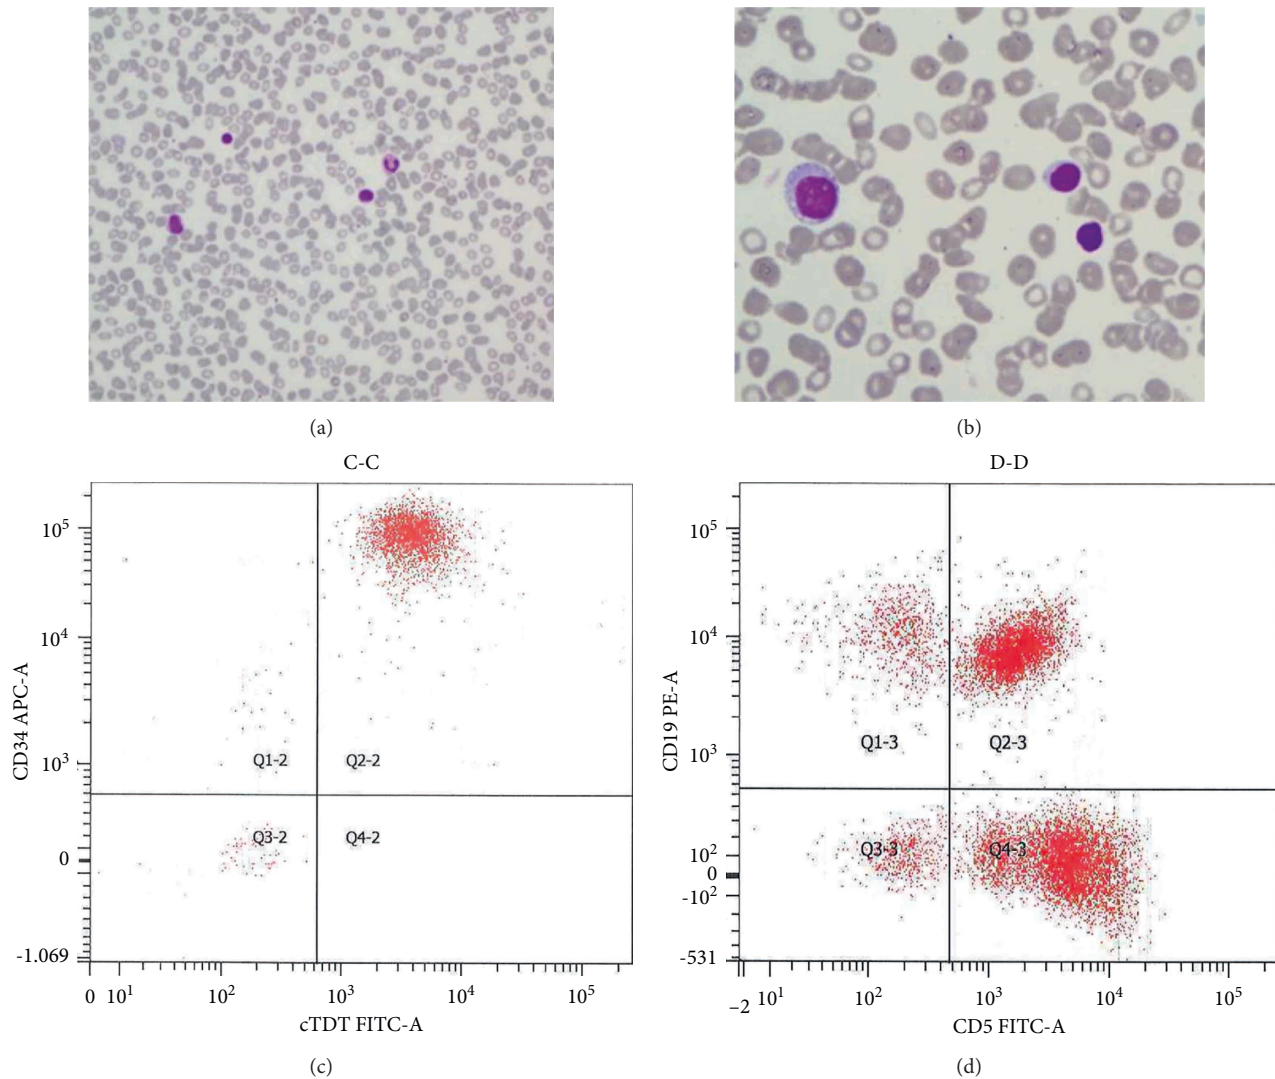 (a)
(b)
C-C
10^5
10^4
10^3
0
-1.069
CD34 APC-A
Q1-2
Q2-2
Q3-2
Q4-2
0 10^1 10^2 10^3 10^4 10^5
cTDT FITC-A
(c)
D-D
10^5
10^4
10^3
10^2
0
-10^2
-531
CD19 PE-A
Q1-3
Q2-3
Q3-3
Q4-3
-2 10^1 10^2 10^3 10^4 10^5
CD5 FITC-A
(d)